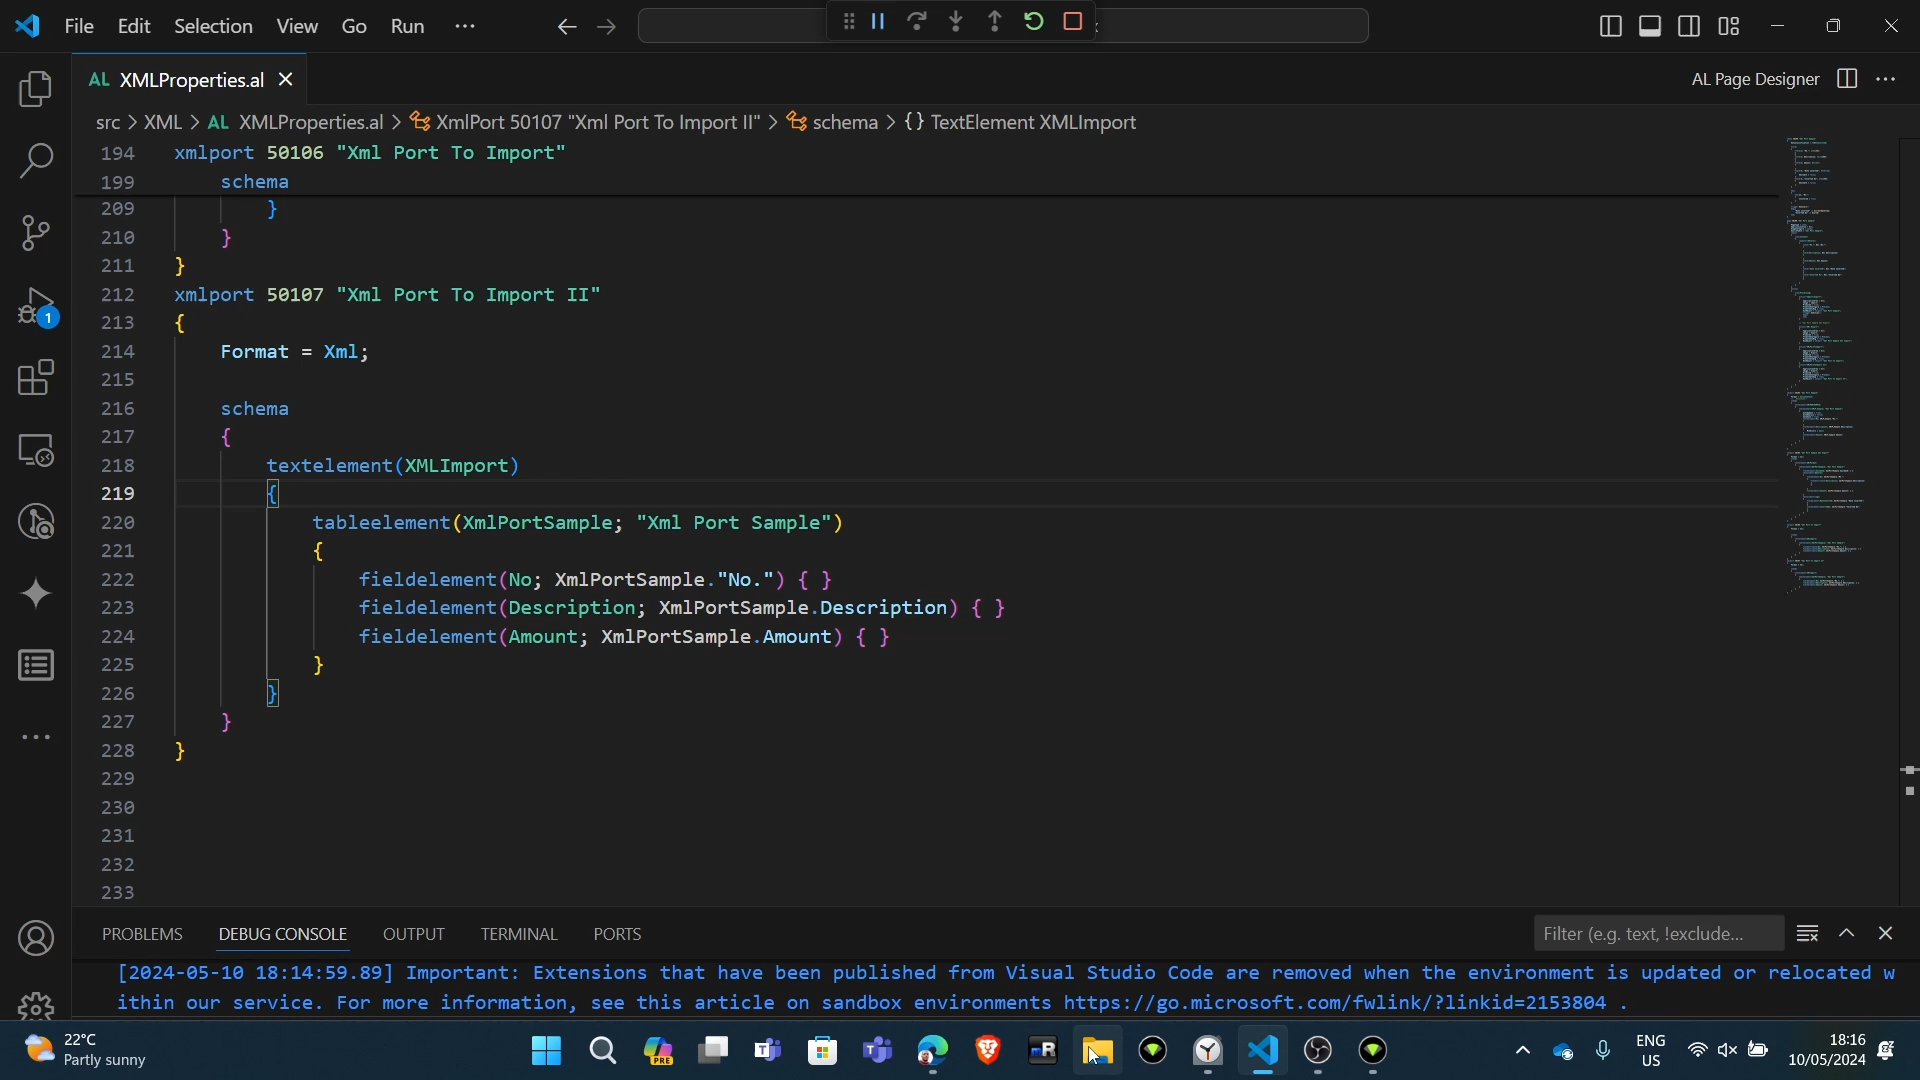 File Edit Selection View Go Run
AL XMLProperties.al
AL Page Designer
src > XML > AL XMLProperties.al > XmlPort 50107 "Xml Port To Import II" > schema > {} TextElement XMLImport
194 xmlport 50106 "Xml Port To Import"
199 schema
209 }
210 }
211 }
212 xmlport 50107 "Xml Port To Import II"
213 {
214 Format = Xml;
215
216 schema
217 {
218 textelement(XMLImport)
219 {
220 tableelement(XmlPortSample; "Xml Port Sample")
221 {
222 fieldelement(No; XmlPortSample."No.") { }
223 fieldelement(Description; XmlPortSample.Description) { }
224 fieldelement(Amount; XmlPortSample.Amount) { }
225 }
226 }
227 }
228 }
229
230
231
232
233
1
PROBLEMS DEBUG CONSOLE OUTPUT TERMINAL PORTS
Filter (e.g. text, !exclude...
[2024-05-10 18:14:59.89] Important: Extensions that have been published from Visual Studio Code are removed when the environment is updated or relocated w
ithin our service. For more information, see this article on sandbox environments https://go.microsoft.com/fwlink/?linkid=2153804 .
22°C
Partly sunny
PRE
ENG
US
18:16
10/05/2024